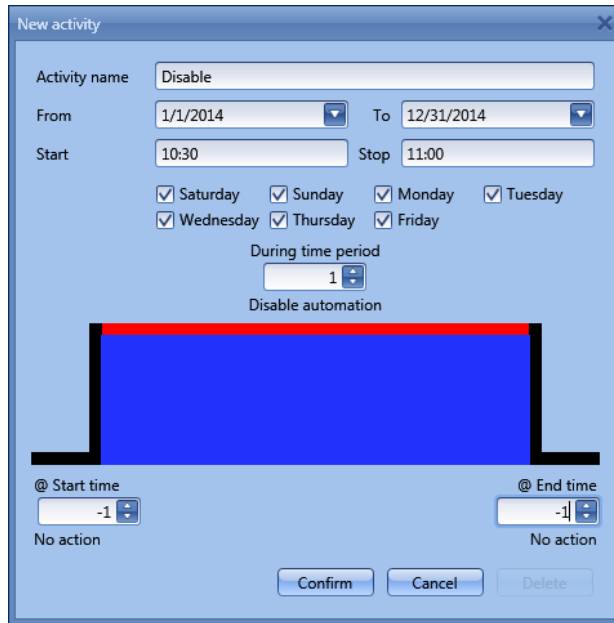 New activity
Activity name Disable
From 1/1/2014 To 12/31/2014
Start 10:30 Stop 11:00
Saturday Sunday Monday Tuesday
Wednesday Thursday Friday
During time period
1
Disable automation
@ Start time @ End time
-1 -1
No action No action
Confirm Cancel Delete